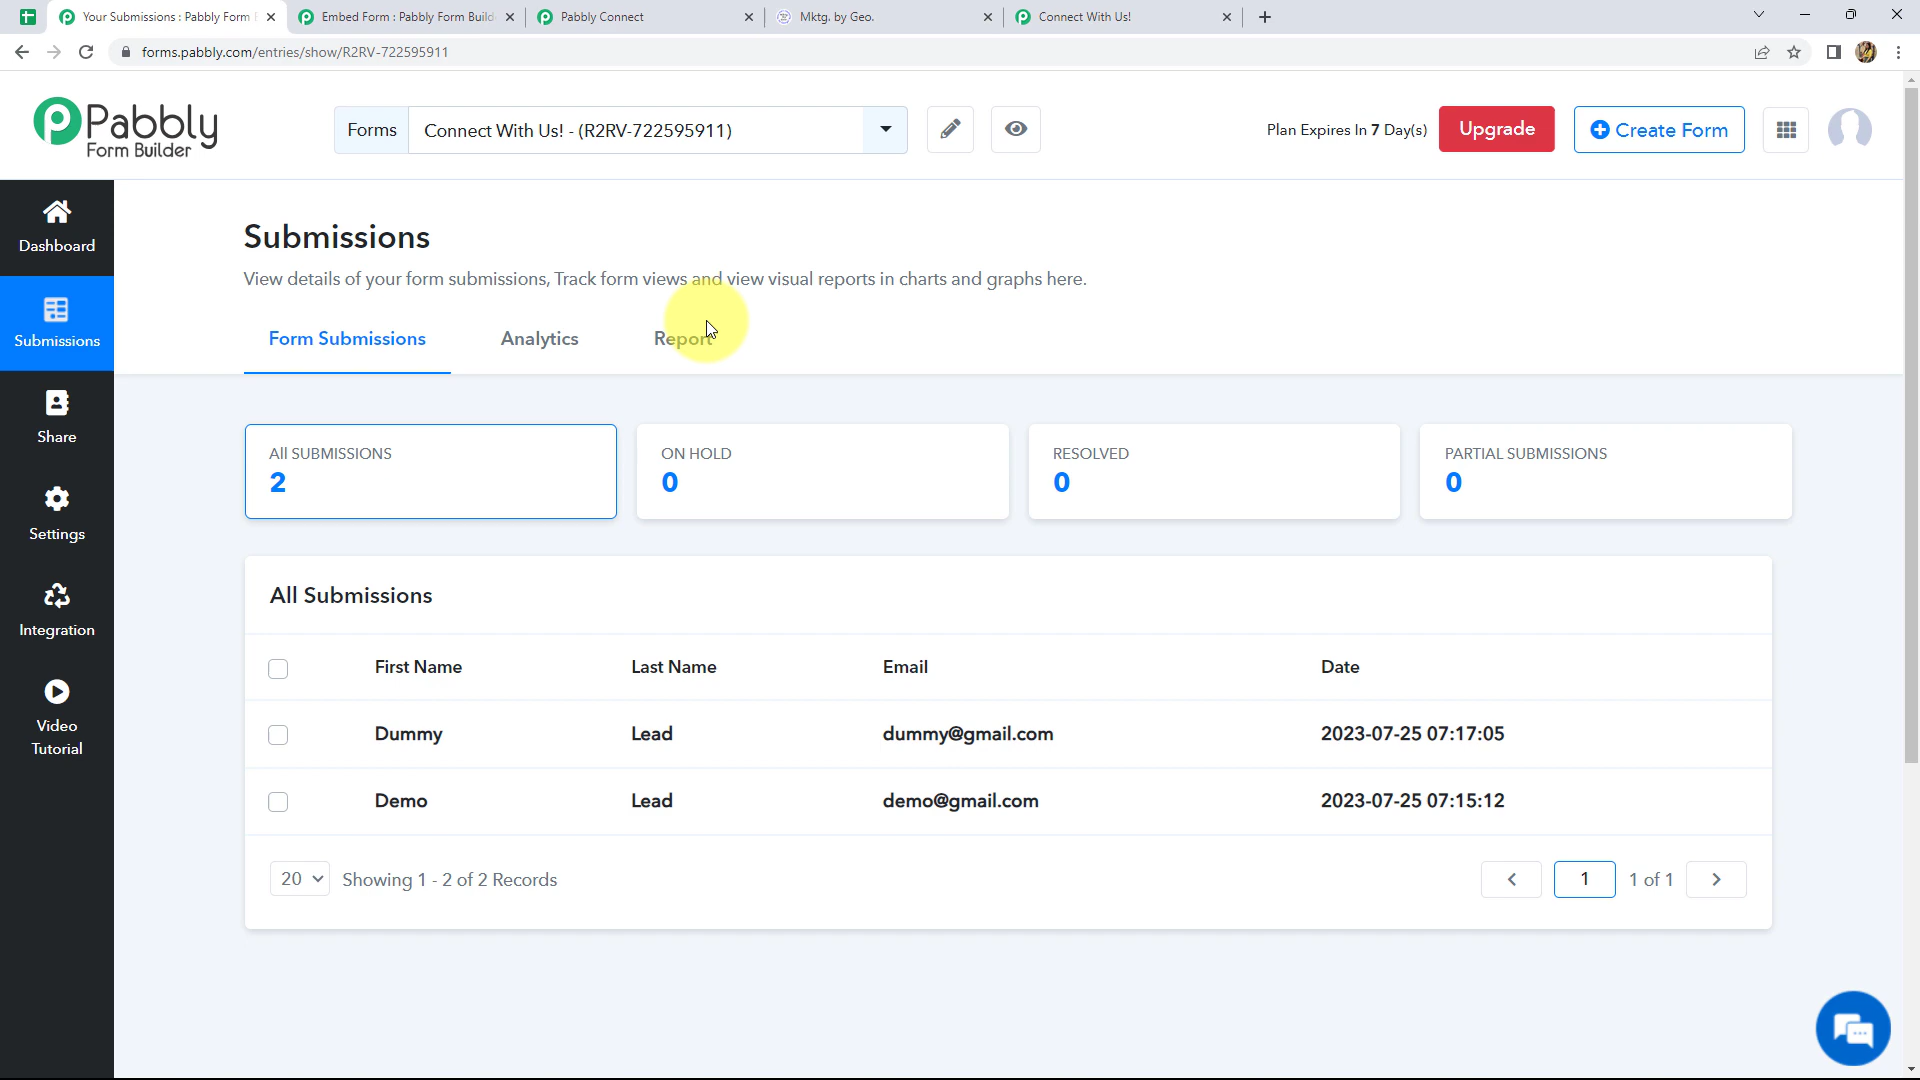 Your Submissions : Pabbly Form
Embed Form : Pabbly Form Build
Pabbly Connect
Mktg. by Geo.
Connect With Us!
forms.pabbly.com/entries/show/R2RV-722595911
Pabbly
Form Builder
Forms
Connect With Us! - (R2RV-722595911)
Plan Expires In 7 Day(s)
Upgrade
Create Form
Dashboard
Submissions
Share
Settings
Integration
Video
Tutorial
Submissions
View details of your form submissions, Track form views and view visual reports in charts and graphs here.
Form Submissions
Analytics
Report
All SUBMISSIONS
2
ON HOLD
0
RESOLVED
0
PARTIAL SUBMISSIONS
0
All Submissions
First Name Last Name Email Date
Dummy Lead dummy@gmail.com 2023-07-25 07:17:05
Demo Lead demo@gmail.com 2023-07-25 07:15:12
20 Showing 1 - 2 of 2 Records
1 1 of 1